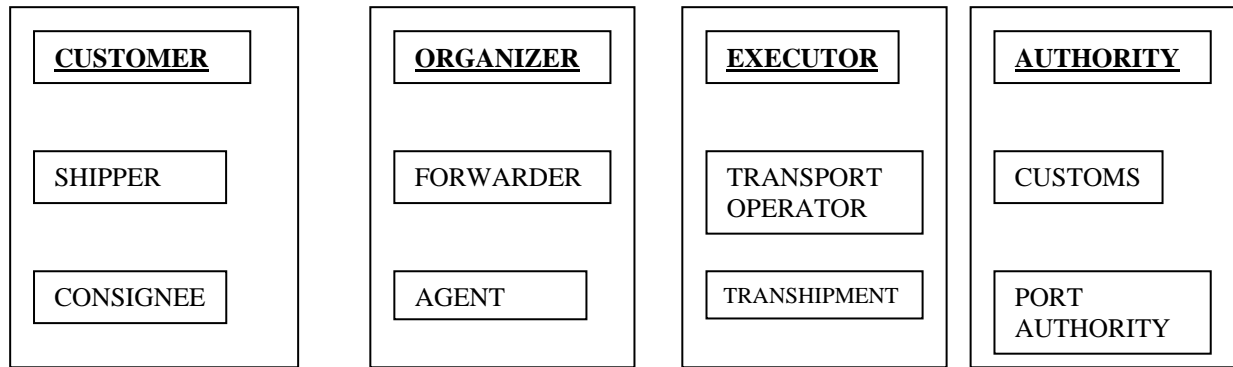 CUSTOMER
SHIPPER
CONSIGNEE
ORGANIZER
FORWARDER
AGENT
EXECUTOR
TRANSPORT
OPERATOR
TRANSHIPMENT
AUTHORITY
CUSTOMS
PORT
AUTHORITY